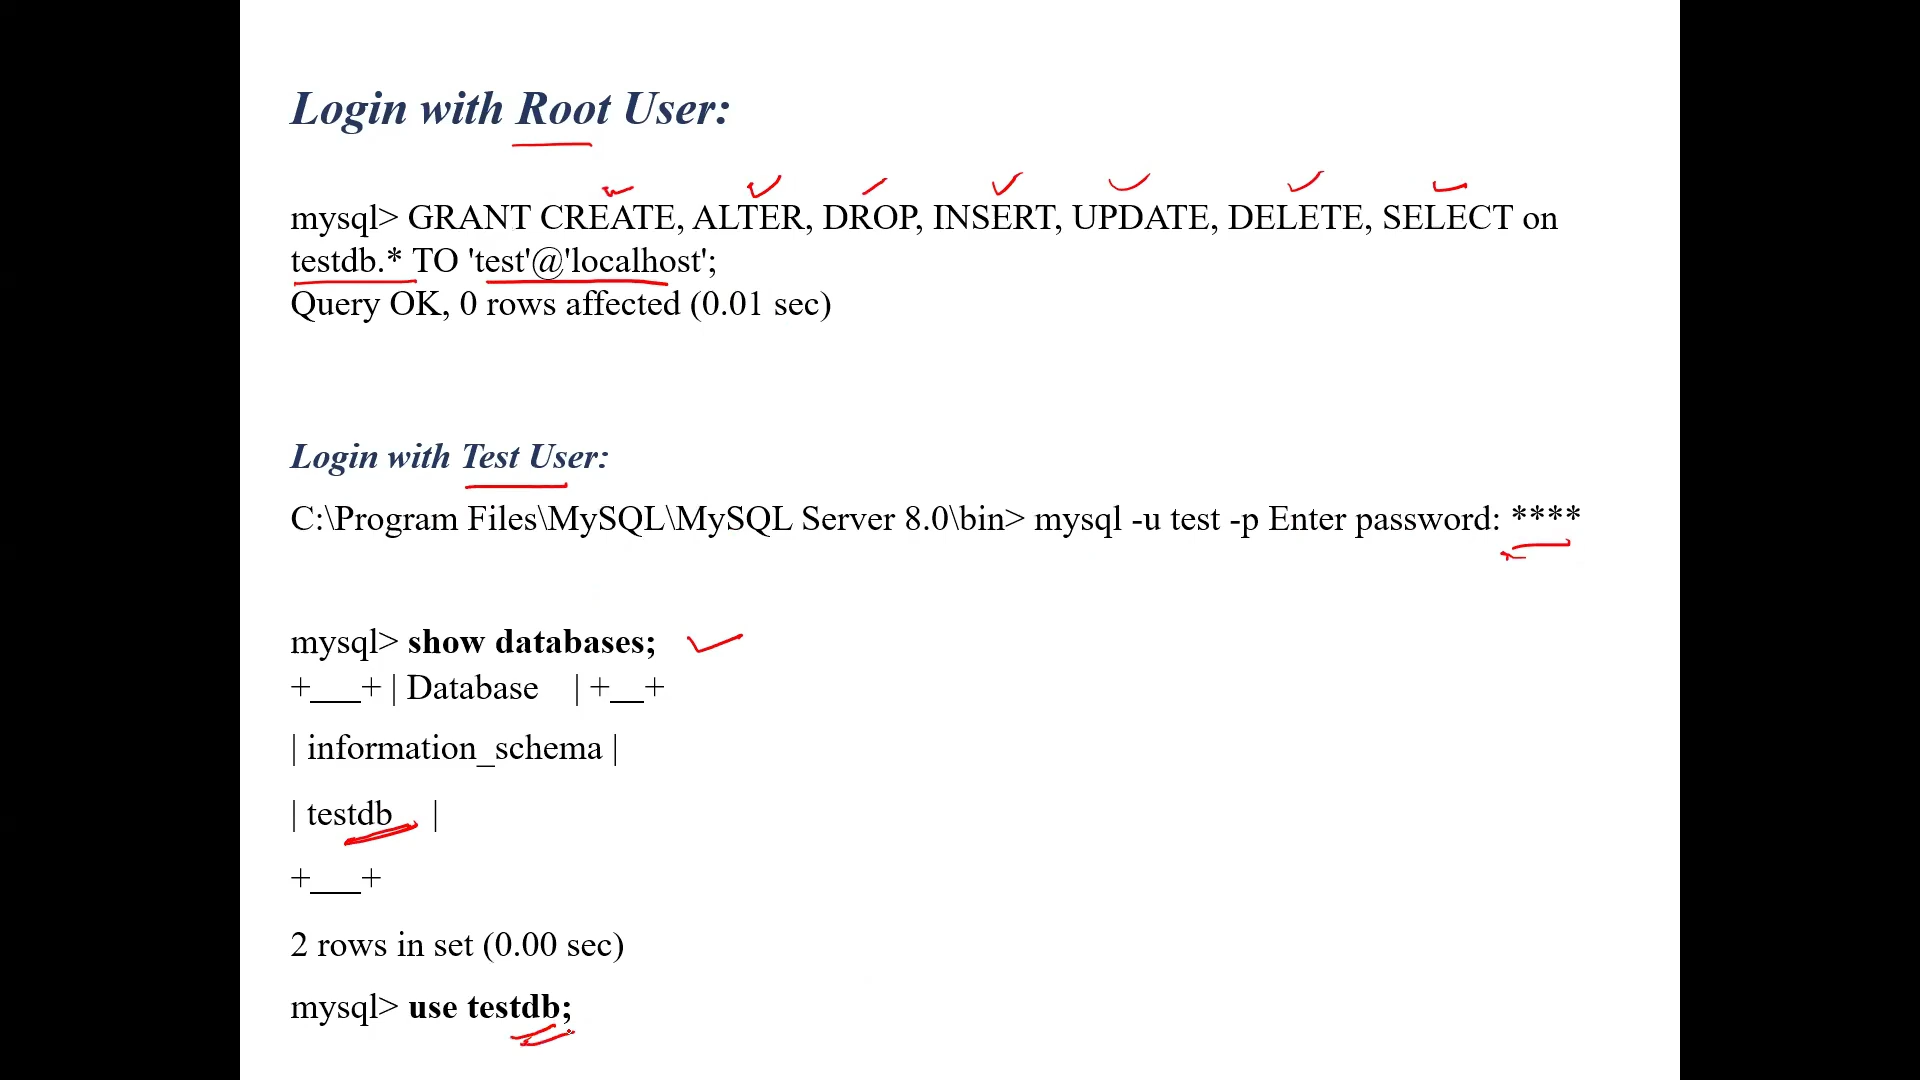 Login with Root User:
mysql> GRANT CREATE, ALTER, DROP, INSERT, UPDATE, DELETE, SELECT on
testdb.* TO 'test'@'localhost';
Query OK, 0 rows affected (0.01 sec)
Login with Test User:
C:\Program Files\MySQL\MySQL Server 8.0\bin> mysql -u test -p Enter password: ****
mysql> show databases;
+___+ | Database | +__+
| information_schema |
| testdb |
+___+
2 rows in set (0.00 sec)
mysql> use testdb;